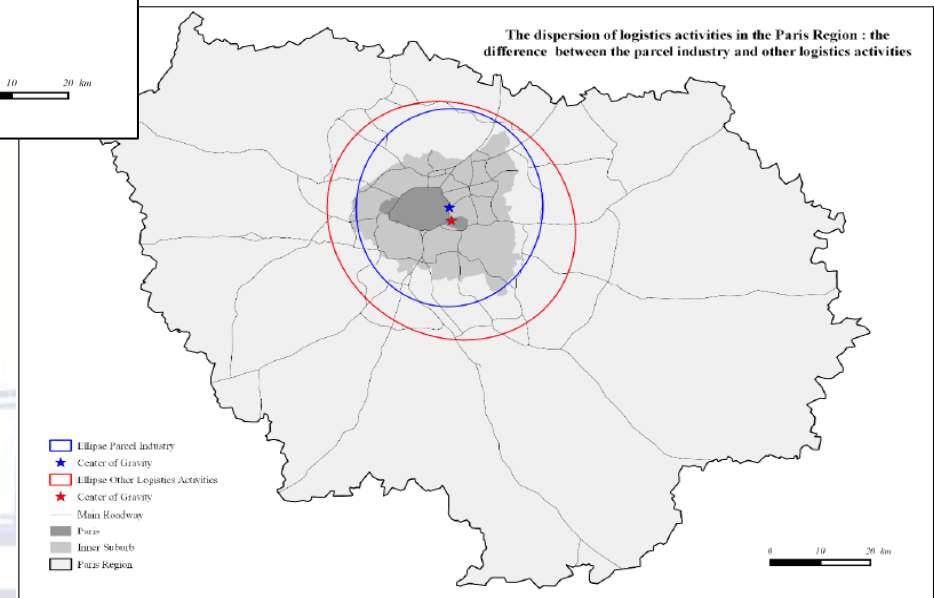 10 20 km
The dispersion of logistics activities in the Paris Region : the
difference between the parcel industry and other logistics activities
Ellipse Parcel Industry
Center of Gravity
Ellipse Other Logistics Activities
Center of Gravity
Main Roadway
Paris
Inner Suburb
Paris Region
0 10 20 km